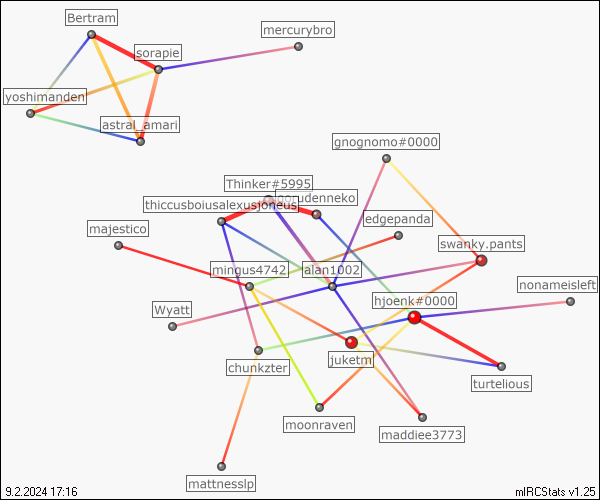 Bertram
mercurybro
sorapie
yoshimanden
astral_amari
gnognomo#0000
Thinker#5995
thiccusboiusalexusjoneus
edgepanda
majestico
swanky.pants
mingus4742
alan1002
nonameisleft
hjoenk#0000
Wyatt
juketm
chunkzter
turtelious
moonraven
maddiee3773
mattnesslp
9.2.2024 17:16
mIRCStats v1.25